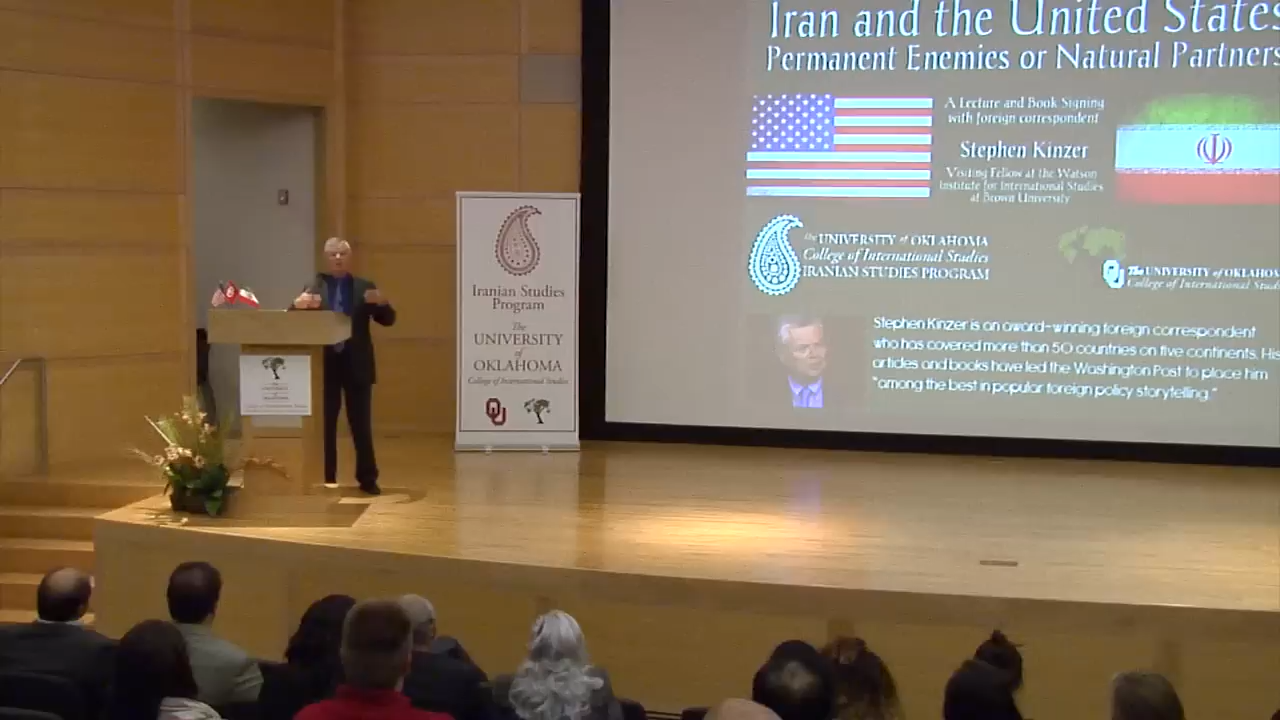 Iran and the United States
Permanent Enemies or Natural Partners
A Lecture and Book Signing
with foreign correspondent
Stephen Kinzer
Visiting Fellow at the Watson
Institute for International Studies
at Brown University
The UNIVERSITY of OKLAHOMA
College of International Studies
IRANIAN STUDIES PROGRAM
OU
The UNIVERSITY of OKLAHOM
College of International Stud
Stephen Kinzer is an award-winning foreign correspondent
who has covered more than 50 countries on five continents. His
articles and books have led the Washington Post to place him
"among the best in popular foreign policy storytelling."
Iranian Studies
Program
The
UNIVERSITY
of
OKLAHOMA
College of International Studies
OU